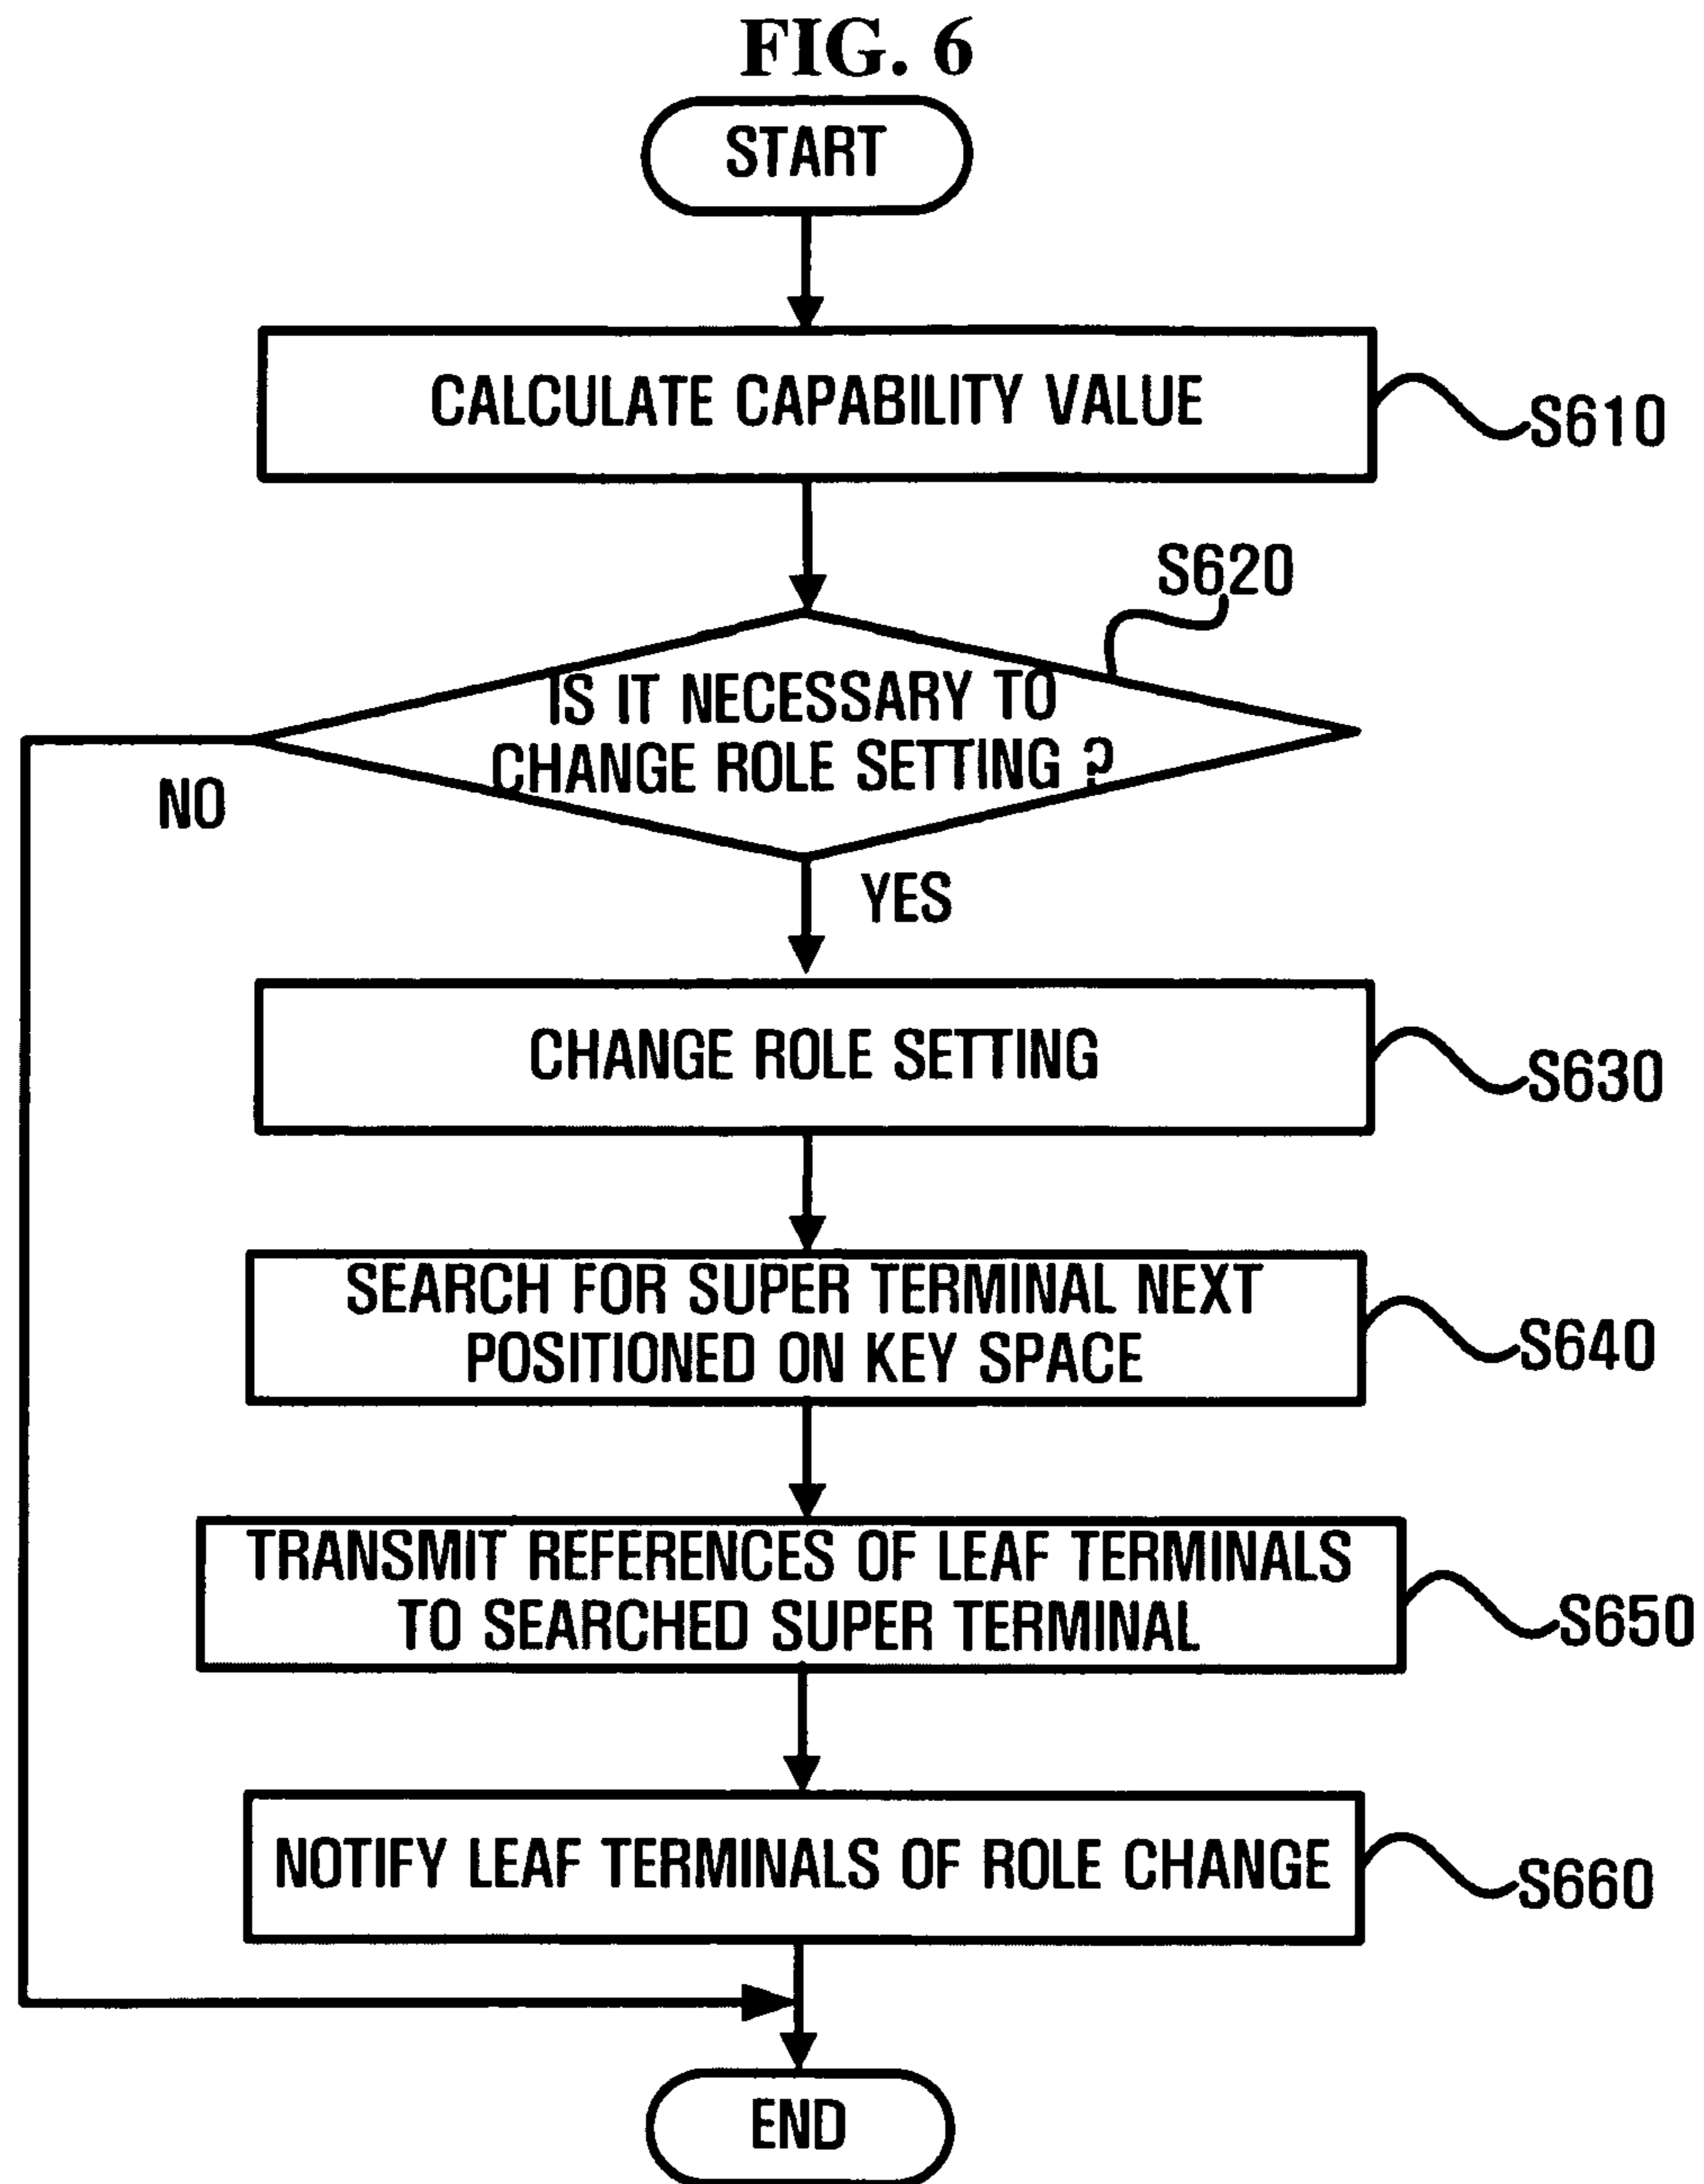 FIG. 6
START
CALCULATE CAPABILITY VALUE
S610
S620
IS IT NECESSARY TO
CHANGE ROLE SETTING ?
NO
YES
CHANGE ROLE SETTING
S630
SEARCH FOR SUPER TERMINAL NEXT
POSITIONED ON KEY SPACE
S640
TRANSMIT REFERENCES OF LEAF TERMINALS
TO SEARCHED SUPER TERMINAL
S650
NOTIFY LEAF TERMINALS OF ROLE CHANGE
S660
END